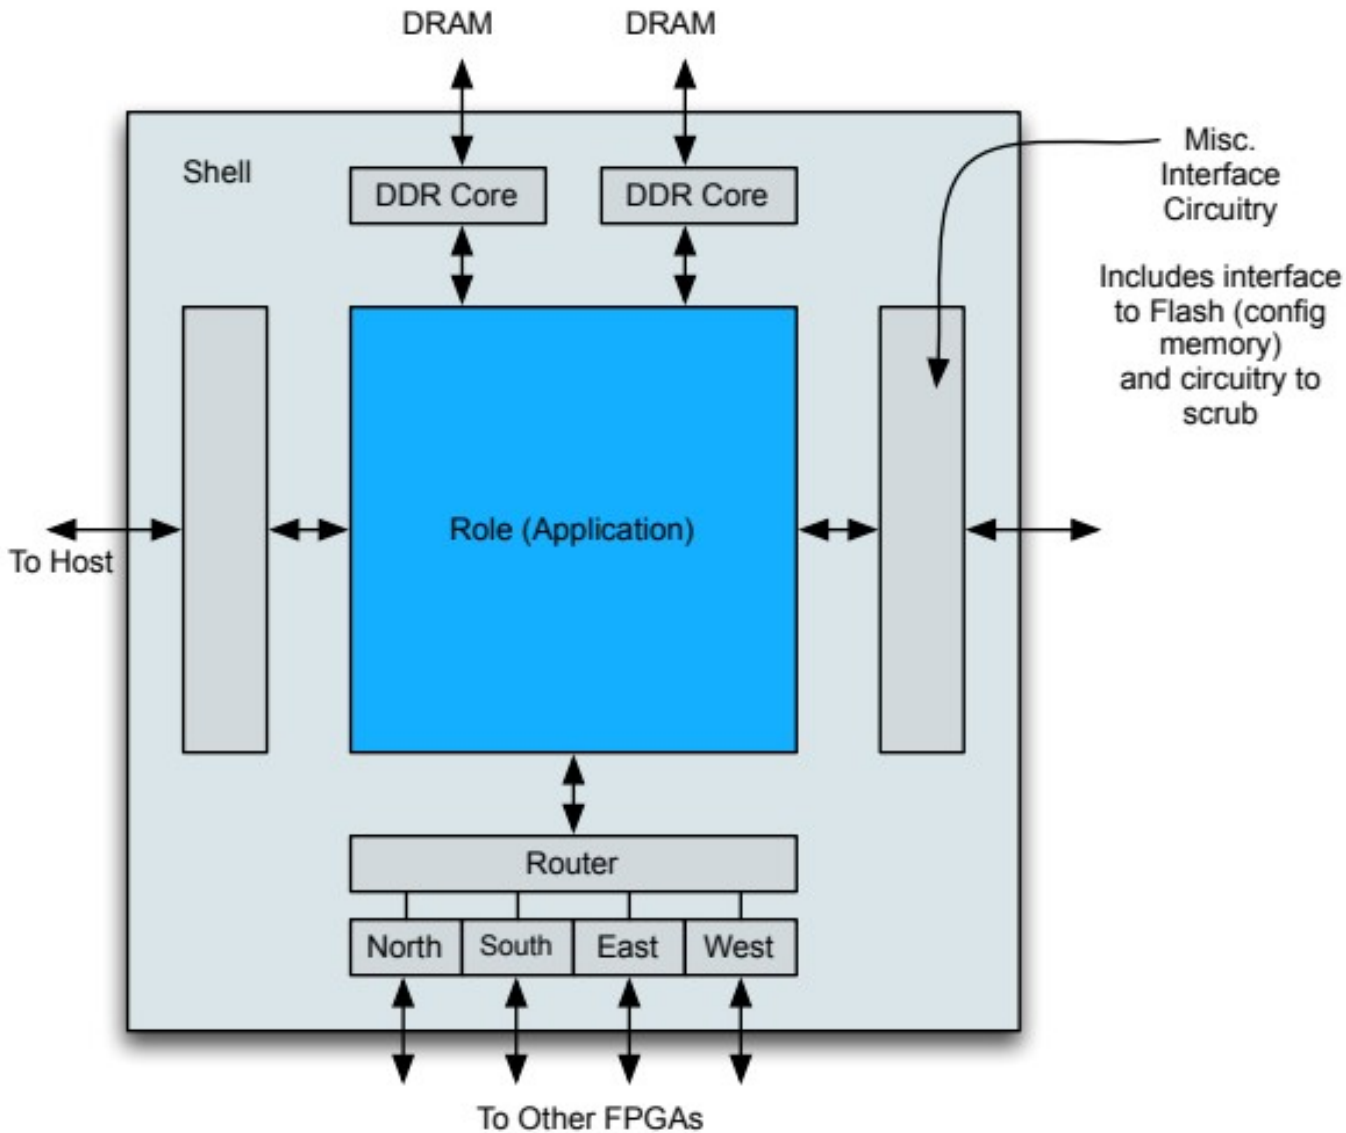 DRAM
DRAM
Shell
DDR Core
DDR Core
Misc.
Interface
Circuitry
Includes interface
to Flash (config
memory)
and circuitry to
scrub
Role (Application)
To Host
Router
North
South
East
West
To Other FPGAs